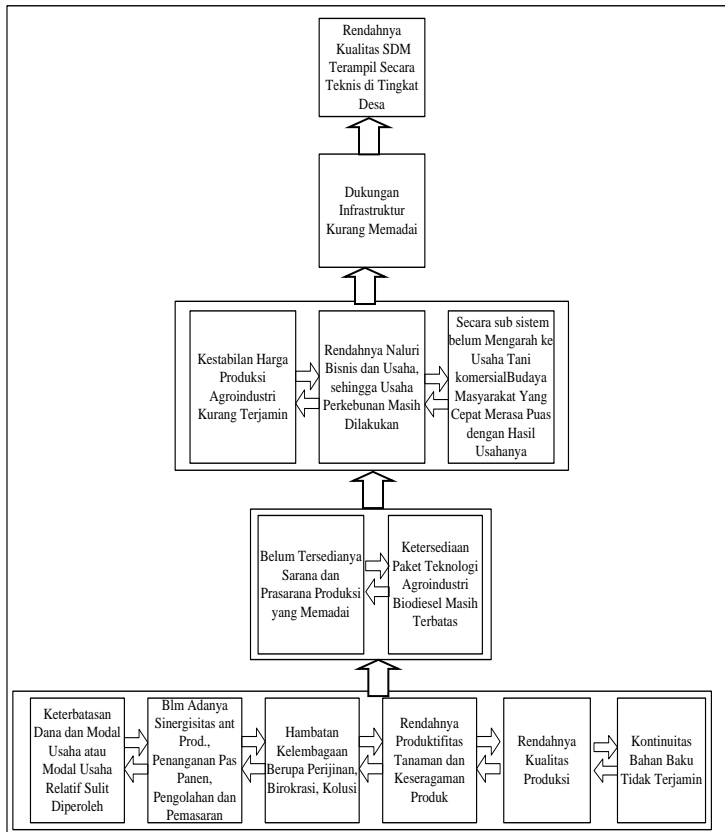 Rendahnya
Kualitas SDM
Terampil Secara
Teknis di Tingkat
Desa
Dukungan
Infrastruktur
Kurang Memadai
Kestabilan Harga
Produksi
Agroindustri
Kurang Terjamin
Rendahnya Naluri
Bisnis dan Usaha,
sehingga Usaha
Perkebunan Masih
Dilakukan
Secara sub sistem
belum Mengarah ke
Usaha Tani
komersialBudaya
Masyarakat Yang
Cepat Merasa Puas
dengan Hasil
Usahanya
Belum Tersedianya
Sarana dan
Prasarana Produksi
yang Memadai
Ketersediaan
Paket Teknologi
Agroindustri
Biodiesel Masih
Terbatas
Keterbatasan
Dana dan Modal
Usaha atau
Modal Usaha
Relatif Sulit
Diperoleh
Blm Adanya
Sinergisitas ant
Prod.,
Penanganan Pas
Panen,
Pengolahan dan
Pemasaran
Hambatan
Kelembagaan
Berupa Perijinan,
Birokrasi, Kolusi
Rendahnya
Produktifitas
Tanaman dan
Keseragaman
Produk
Rendahnya
Kualitas
Produksi
Kontinuitas
Bahan Baku
Tidak Terjamin